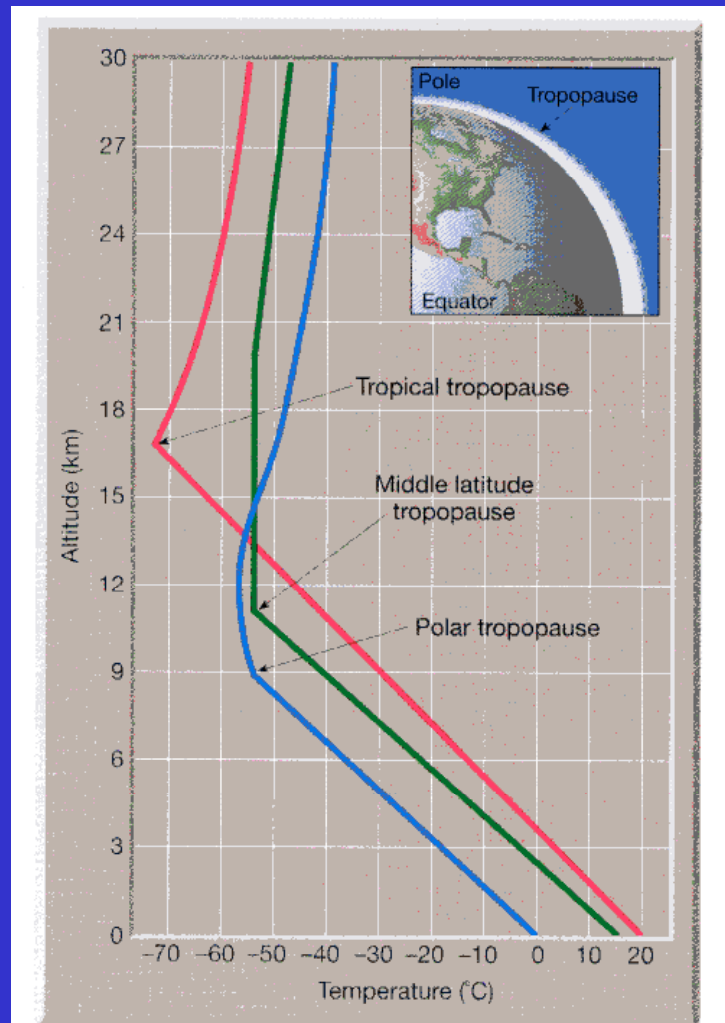 30
27
24
21
18
15
12
9
6
3
0
Altitude (km)
Pole
Tropopause
Equator
Tropical tropopause
Middle latitude
tropopause
Polar tropopause
−70 −60 −50 −40 −30 −20 −10 0 10 20
Temperature (°C)